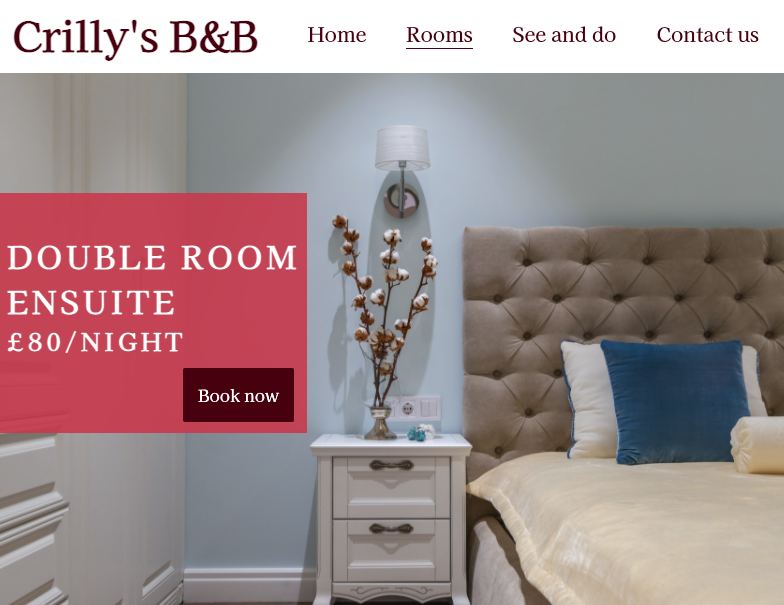 Crilly's B&B
Home
Rooms
See and do
Contact us
DOUBLE ROOM
ENSUITE
£80/NIGHT
Book now